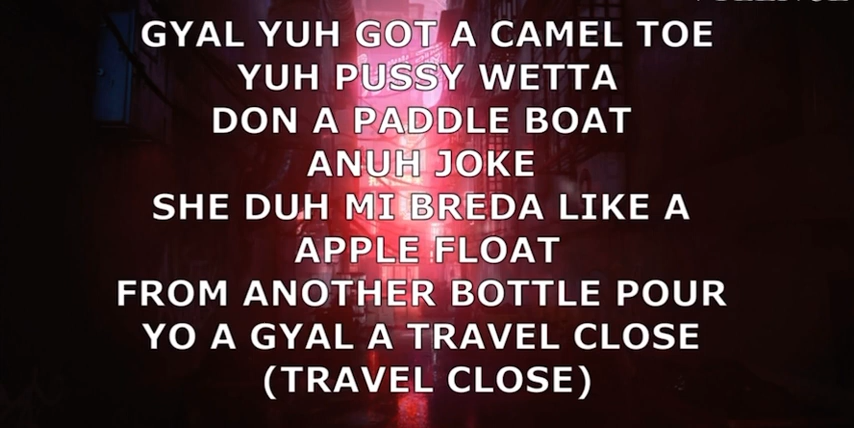 GYAL YUH GOT A CAMEL TOE
YUH PUSSY WETTA
DON A PADDLE BOAT
ANUH JOKE
SHE DUH MI BREDA LIKE A
APPLE FLOAT
FROM ANOTHER BOTTLE POUR
YO A GYAL A TRAVEL CLOSE
(TRAVEL CLOSE)